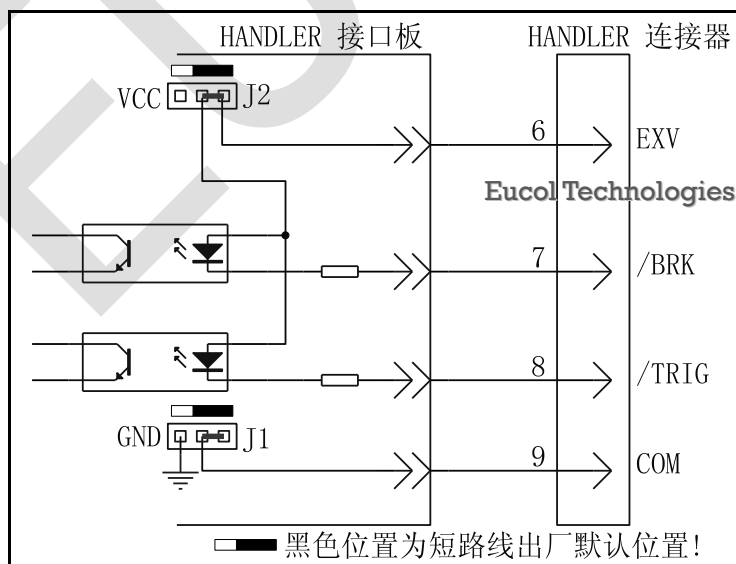 HANDLER 接口板
HANDLER 连接器
VCC
J2
6
EXV
Eucol Technologies
7
/BRK
8
/TRIG
GND
J1
9
COM
黑色位置为短路线出厂默认位置!